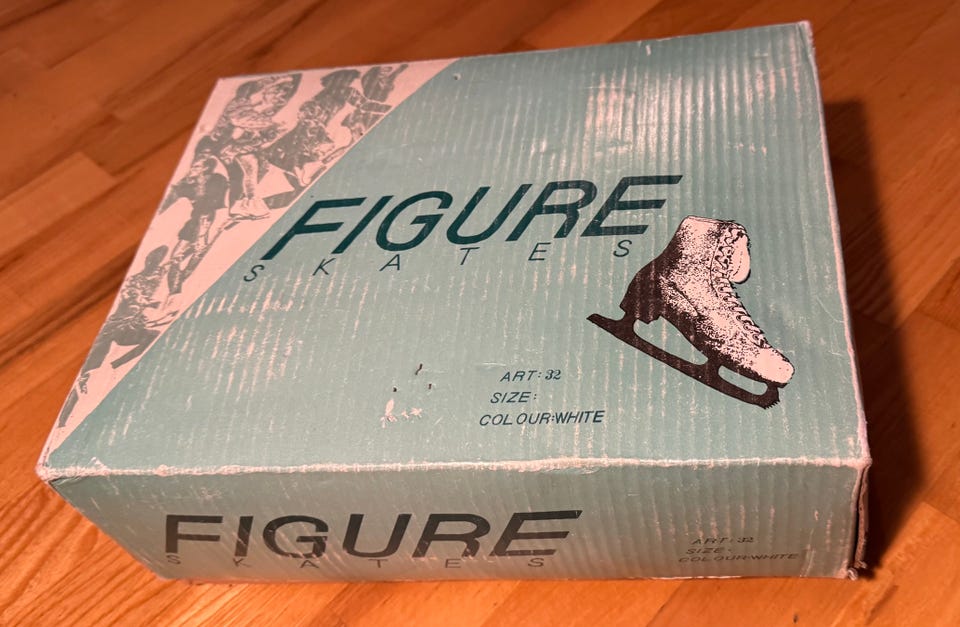 FIGURE
SKATES
ART: 32
SIZE:
COLOUR:WHITE
FIGURE
SKATES
ART: 32
SIZE:
COLOUR:WHITE